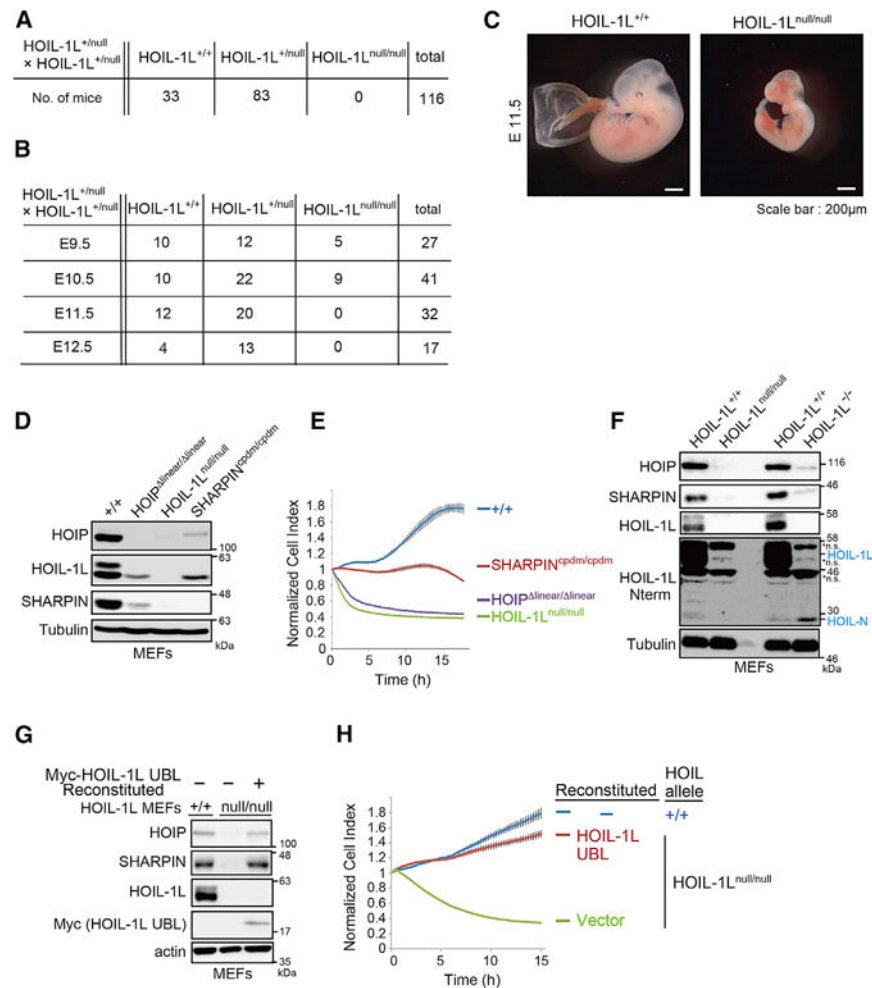 A
HOIL-1L+/null × HOIL-1L+/null HOIL-1L+/+ HOIL-1L+/null HOIL-1Lnull/null total
No. of mice 33 83 0 116
B
HOIL-1L+/null × HOIL-1L+/null HOIL-1L+/+ HOIL-1L+/null HOIL-1Lnull/null total
E9.5 10 12 5 27
E10.5 10 22 9 41
E11.5 12 20 0 32
E12.5 4 13 0 17
C
HOIL-1L+/+ HOIL-1Lnull/null
E 11.5
Scale bar : 200µm
D
+/+ HOIPΔlinear/Δlinear HOIL-1Lnull/null SHARPINcpdm/cpdm
HOIP
100
63
HOIL-1L
48
SHARPIN
63
Tubulin
kDa
MEFs
E
Normalized Cell Index
1.8
1.6
1.4
1.2
1
0.8
0.6
0.4
0.2
0
0 5 10 15
Time (h)
+/+
SHARPINcpdm/cpdm
HOIPΔlinear/Δlinear
HOIL-1Lnull/null
F
HOIL-1L+/+ HOIL-1Lnull/null HOIL-1L+/+ HOIL-1L-/-
HOIP 116
46
SHARPIN
58
HOIL-1L
58
*n.s.
HOIL-1L
*n.s.
46
*n.s.
HOIL-1L
Nterm
30
HOIL-N
Tubulin
46
kDa
MEFs
G
Myc-HOIL-1L UBL
Reconstituted − − +
HOIL-1L MEFs +/+ null/null
HOIP
100
48
SHARPIN
63
HOIL-1L
Myc (HOIL-1L UBL)
17
actin
35
kDa
MEFs
H
Normalized Cell Index
1.8
1.6
1.4
1.2
1
0.8
0.6
0.4
0.2
0
0 5 10 15
Time (h)
Reconstituted
HOIL
allele
− − +/+
HOIL-1L
UBL
HOIL-1Lnull/null
Vector